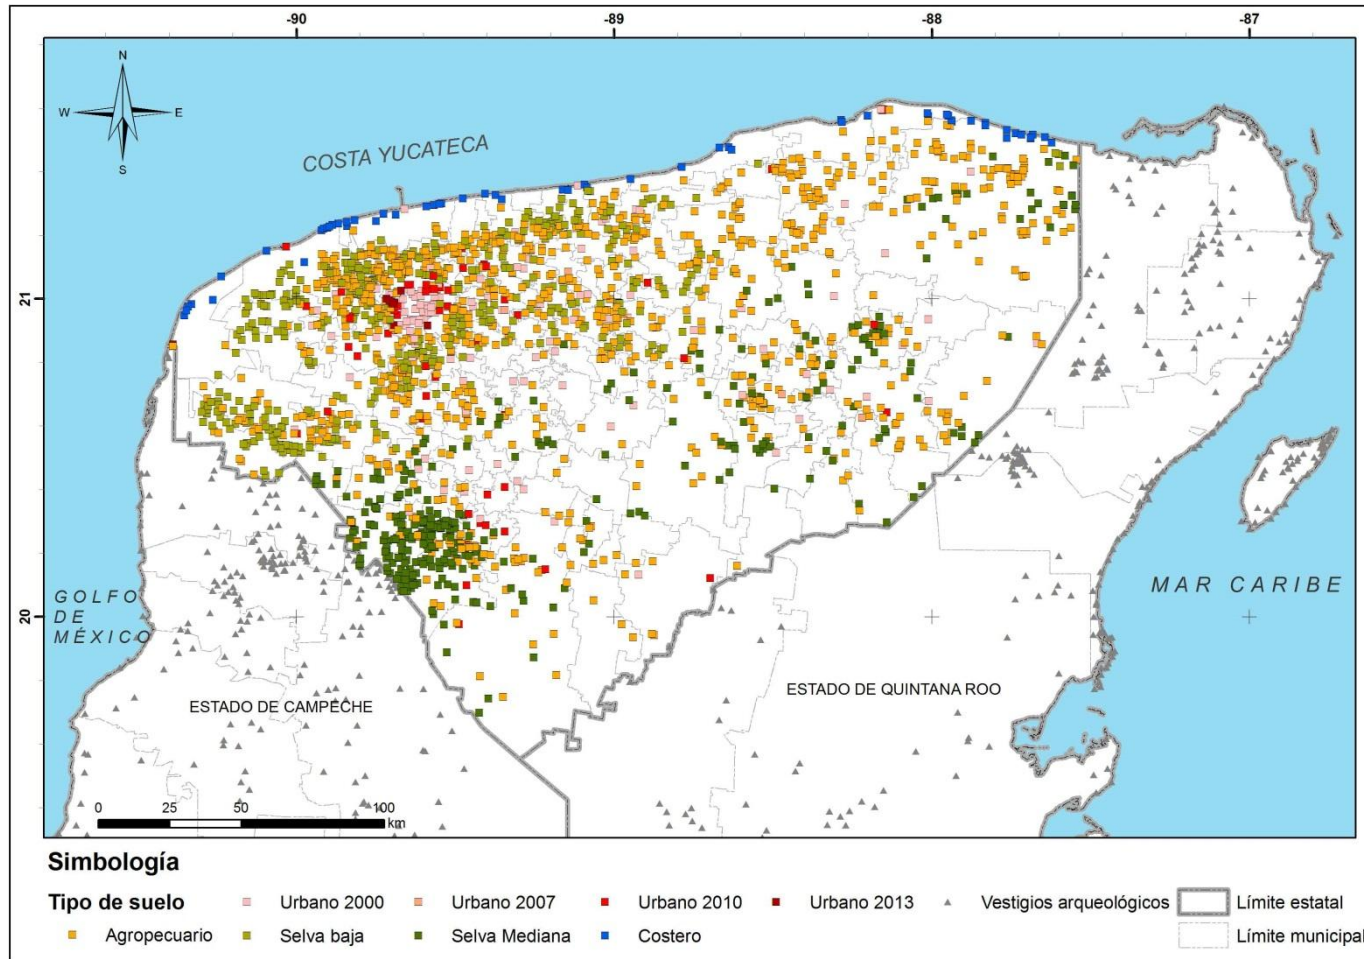 -90 -88 -87
N
W E
S
COSTA YUCATECA
21
GOLFO
DE
MÉXICO
20
MAR CARIBE
ESTADO DE QUINTANA ROO
ESTADO DE CAMPECHE
-89
0 25 50 100
km
Simbología
Tipo de suelo Urbano 2000 Urbano 2007 Urbano 2010 Urbano 2013 Vestigios arqueológicos Límite estatal
Agropecuario Selva baja Selva Mediana Costero Límite municipal